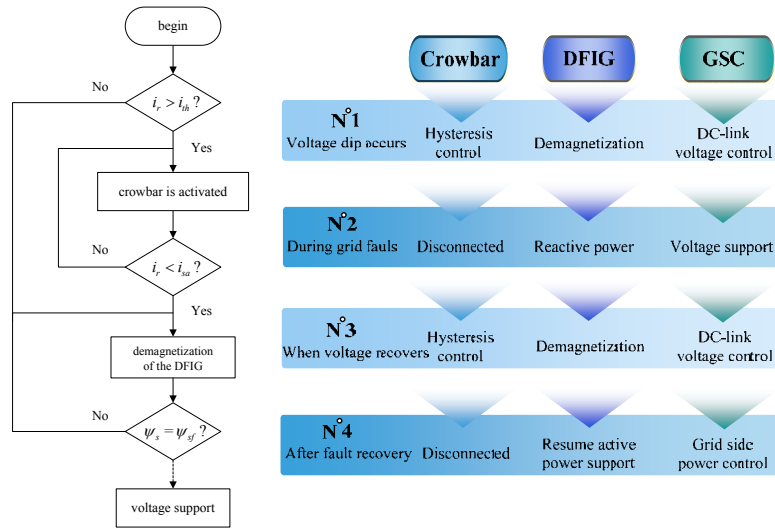 begin
No
i_r > i_th ?
Yes
crowbar is activated
No
i_r < i_sa ?
Yes
demagnetization
of the DFIG
No
ψ_s = ψ_sf ?
voltage support
Crowbar
DFIG
GSC
N°1
Voltage dip occurs
Hysteresis
control
Demagnetization
DC-link
voltage control
N°2
During grid fauls
Disconnected
Reactive power
Voltage support
N°3
When voltage recovers
Hysteresis
control
Demagnetization
DC-link
voltage control
N°4
After fault recovery
Disconnected
Resume active
power support
Grid side
power control